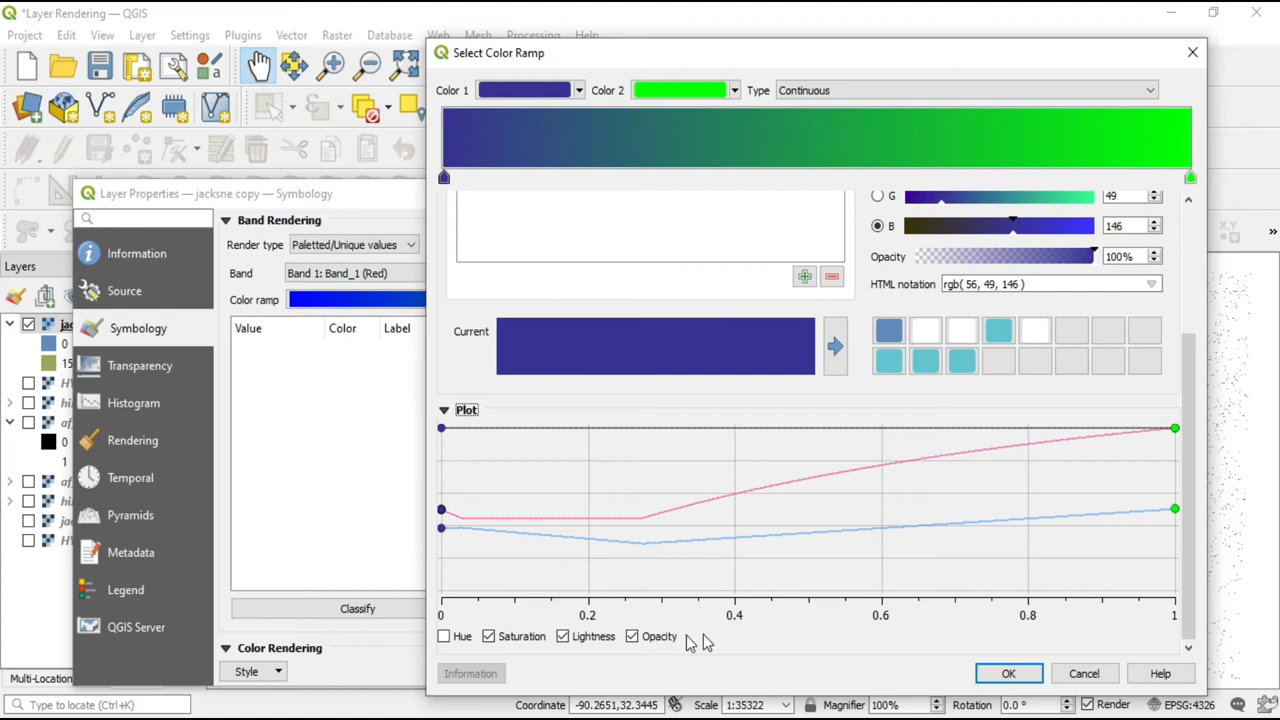 *Layer Rendering — QGIS
Project Edit View Layer Settings Plugins Vector Raster Database Web Mesh Processing Help
Select Color Ramp
Color 1 Color 2 Type Continuous
Layer Properties — jacksne copy — Symbology
Information
Source
Symbology
Transparency
Histogram
Rendering
Temporal
Pyramids
Metadata
Legend
QGIS Server
Band Rendering
Render type Paletted/Unique values
Band Band 1: Band_1 (Red)
Color ramp
Value Color Label
Classify
Color Rendering
Style
Layers
0
15
0
1
G 49
B 146
Opacity 100%
HTML notation rgb( 56, 49, 146 )
Current
Plot
0 0.2 0.4 0.6 0.8 1
Hue Saturation Lightness Opacity
Information OK Cancel Help
X,Y
»
Type to locate (Ctrl+K) Coordinate -90.2651,32.3445 Scale 1:35322 Magnifier 100% Rotation 0.0 ° Render EPSG:4326